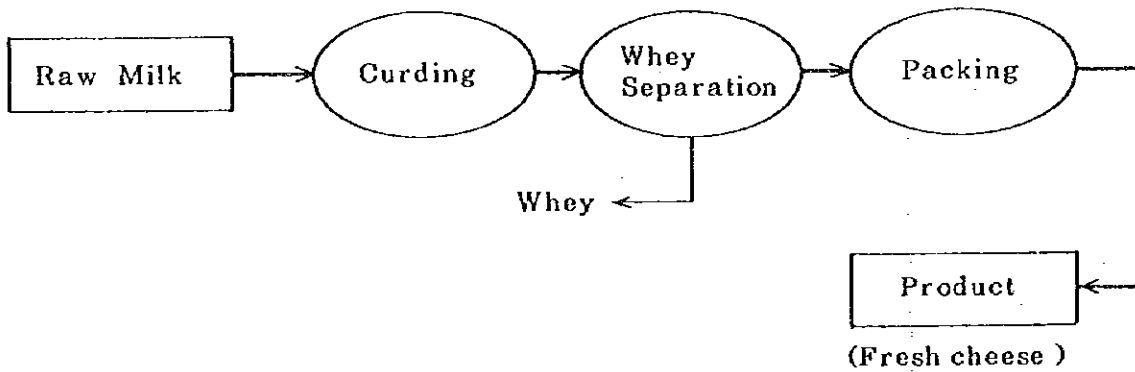 Raw Milk
Curding
Whey
Separation
Packing
Whey
Product
(Fresh cheese)